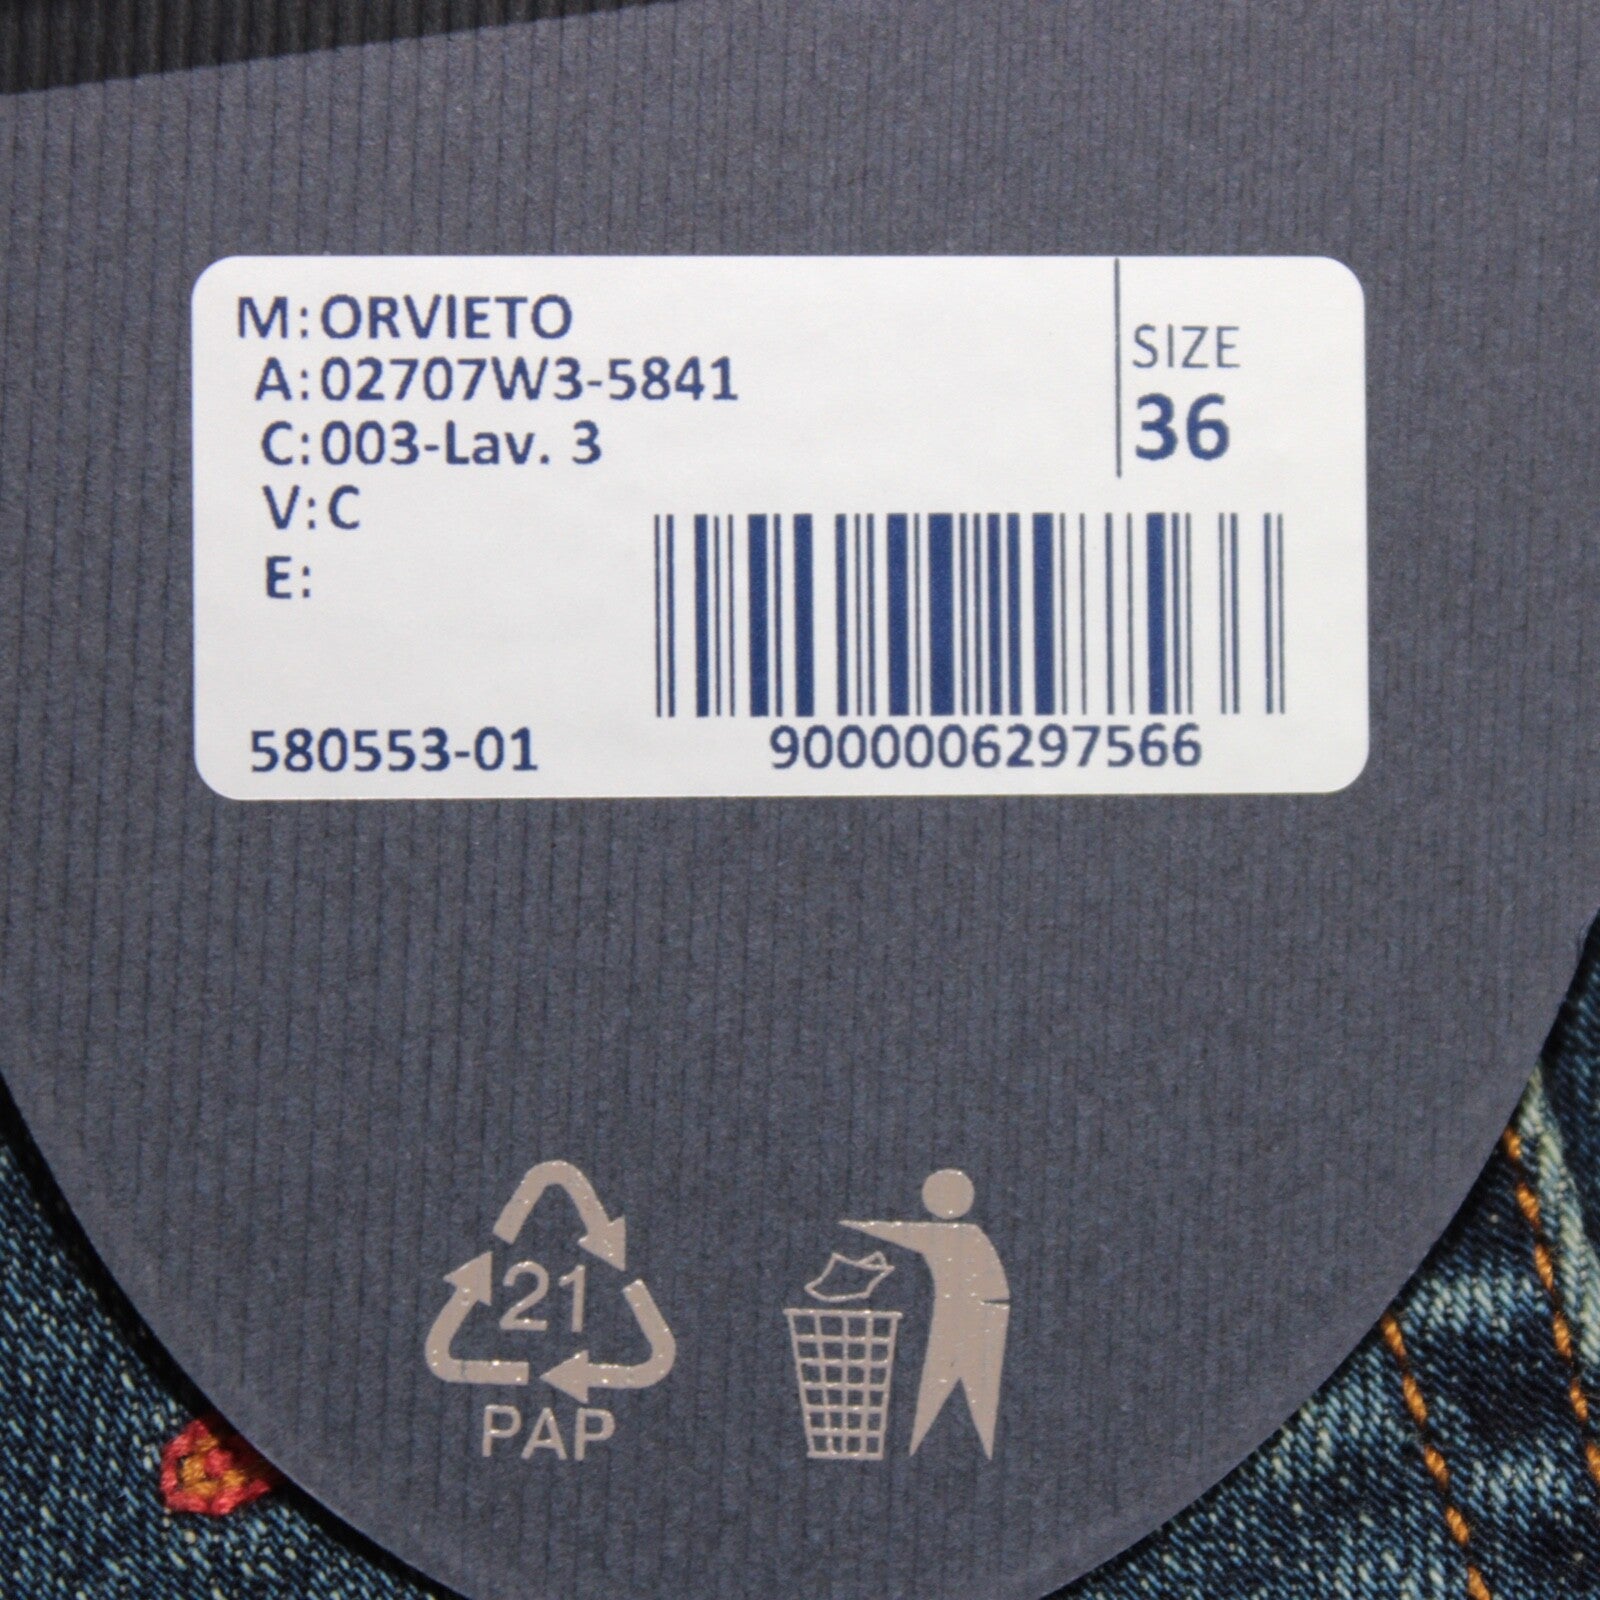 M:ORVIETO
A:02707W3-5841
C:003-Lav. 3
V:C
E:
SIZE
36
580553-01
9000006297566
21
PAP